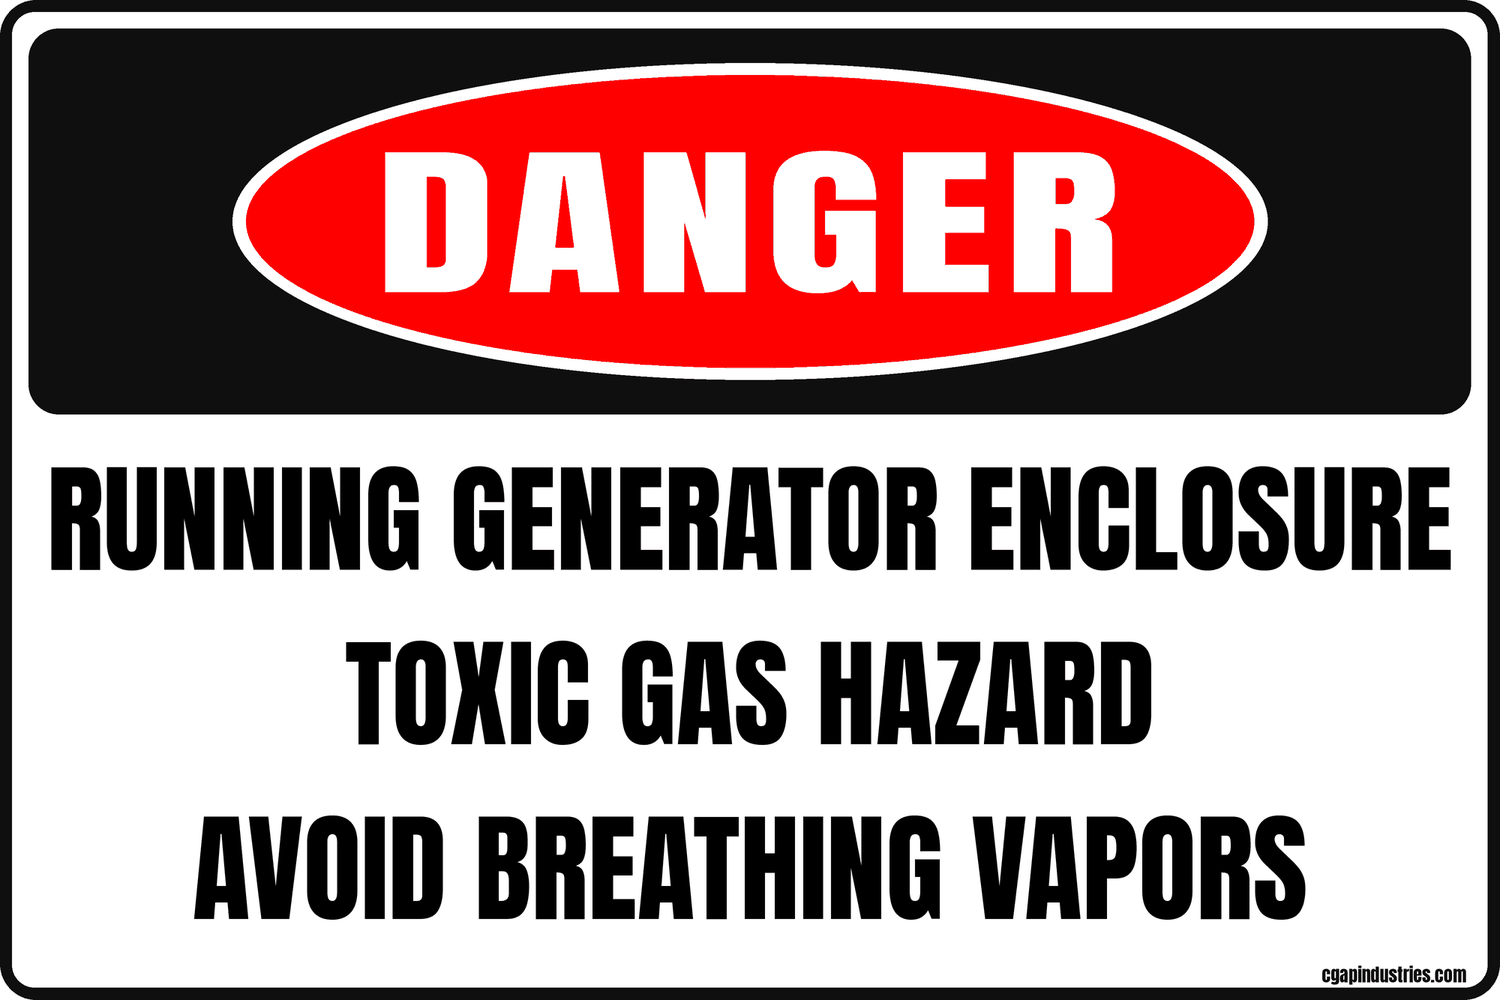 DANGER
RUNNING GENERATOR ENCLOSURE
TOXIC GAS HAZARD
AVOID BREATHING VAPORS
cgapindustries.com